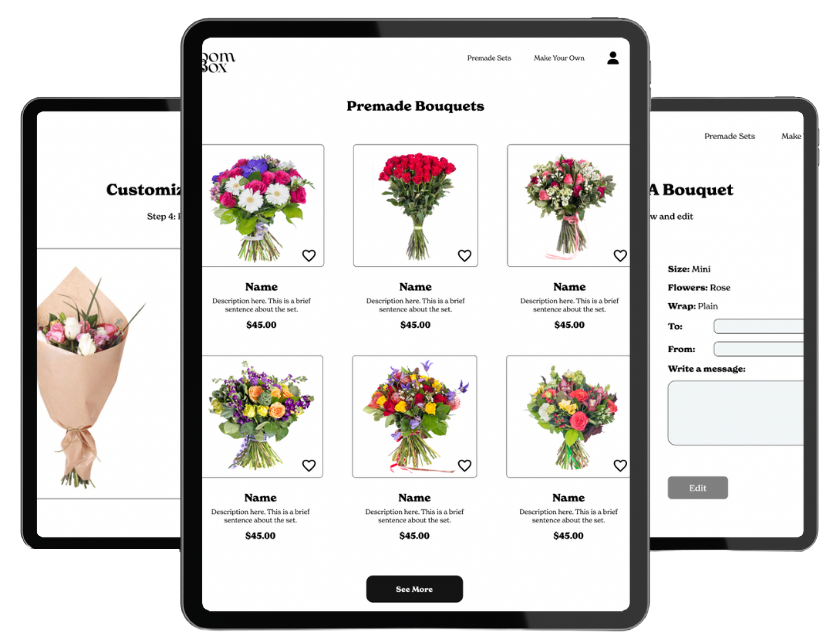 oom
Box
Premade Sets
Make Your Own
Premade Bouquets
Name
Description here. This is a brief
sentence about the set.
$45.00
Name
Description here. This is a brief
sentence about the set.
$45.00
Name
Description here. This is a brief
sentence about the set.
$45.00
Name
Description here. This is a brief
sentence about the set.
$45.00
Name
Description here. This is a brief
sentence about the set.
$45.00
Name
Description here. This is a brief
sentence about the set.
$45.00
See More
Customiz
Step 4:
Premade Sets
Make
A Bouquet
w and edit
Size: Mini
Flowers: Rose
Wrap: Plain
To:
From:
Write a message:
Edit